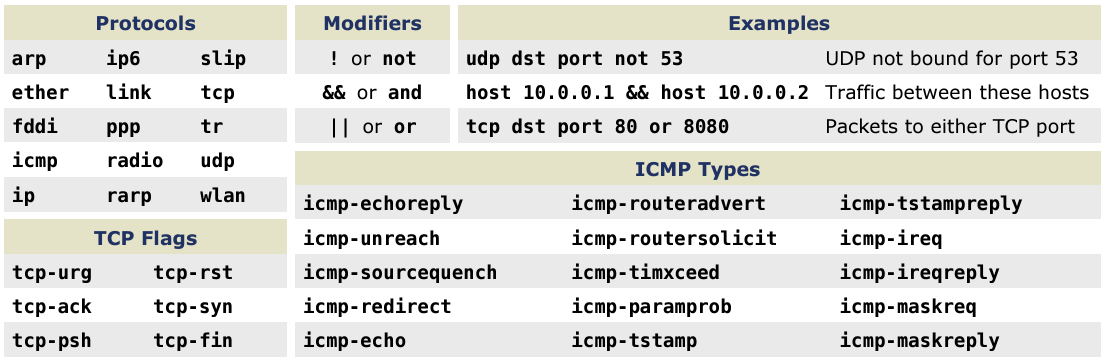 Protocols
arp ip6 slip
ether link tcp
fddi ppp tr
icmp radio udp
ip rarp wlan
TCP Flags
tcp-urg tcp-rst
tcp-ack tcp-syn
tcp-psh tcp-fin
Modifiers
! or not
&& or and
|| or or
Examples
udp dst port not 53 UDP not bound for port 53
host 10.0.0.1 && host 10.0.0.2 Traffic between these hosts
tcp dst port 80 or 8080 Packets to either TCP port
ICMP Types
icmp-echoreply icmp-routeradvert icmp-tstampreply
icmp-unreach icmp-routersolicit icmp-ireq
icmp-sourcequench icmp-timxceed icmp-ireqreply
icmp-redirect icmp-paramprob icmp-maskreq
icmp-echo icmp-tstamp icmp-maskreply